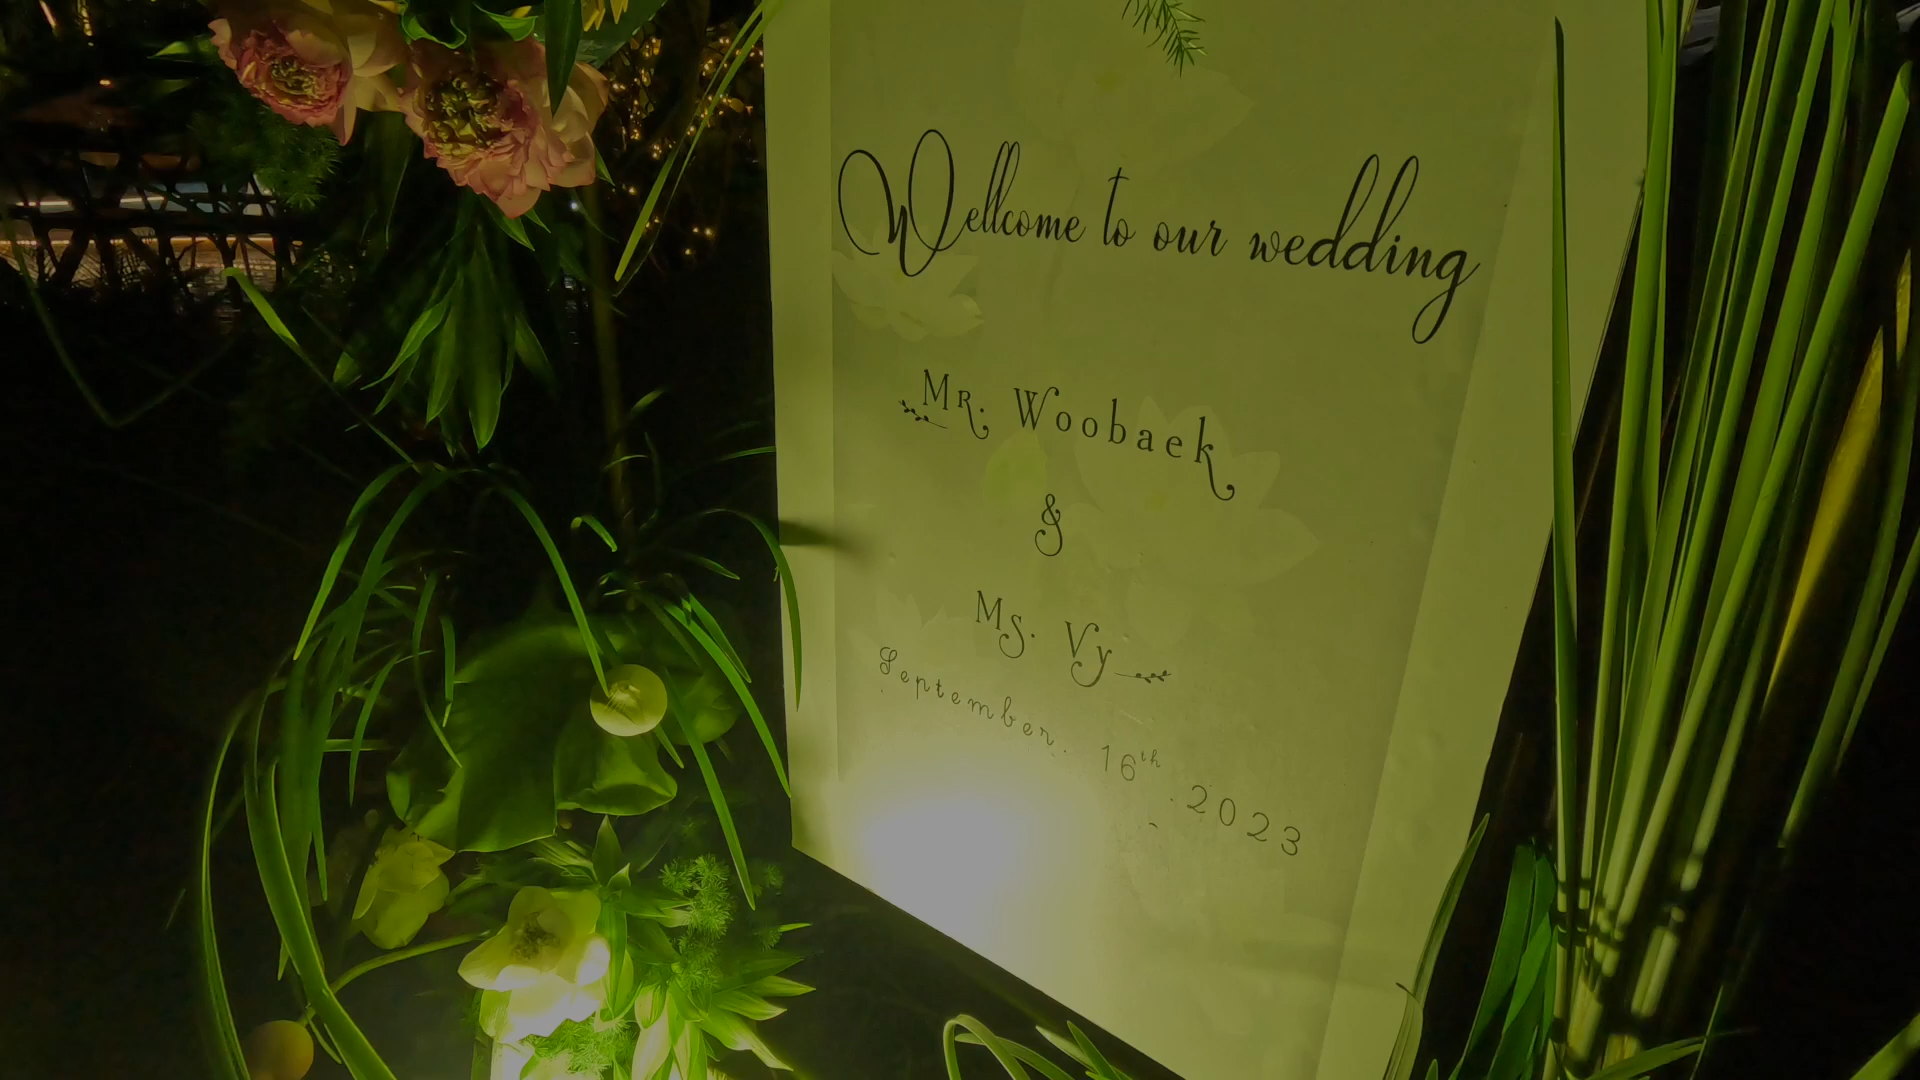 Wellcome to our wedding
Mr. Woobaek
&
Ms. Vy
September. 16th . 2023